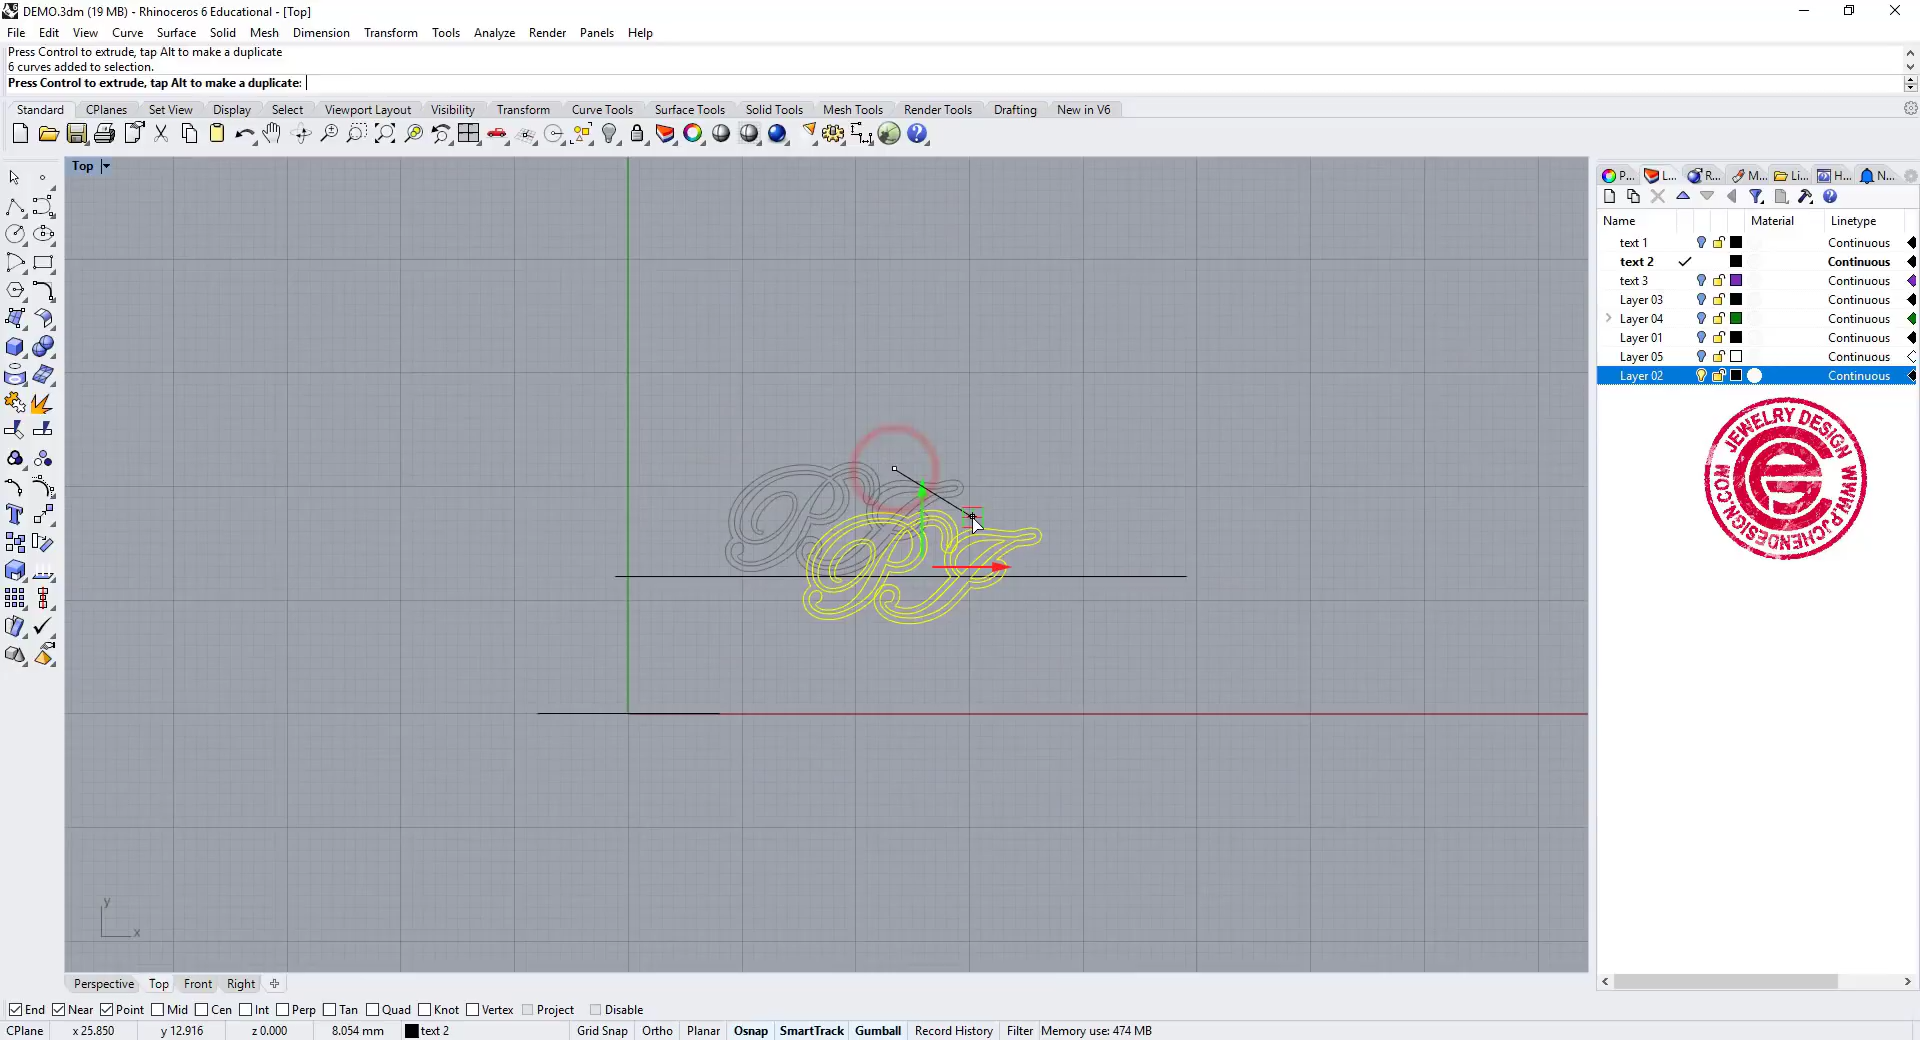 DEMO.3dm (19 MB) - Rhinoceros 6 Educational - [Top]
File Edit View Curve Surface Solid Mesh Dimension Transform Tools Analyze Render Panels Help
Press Control to extrude, tap Alt to make a duplicate
6 curves added to selection.
Press Control to extrude, tap Alt to make a duplicate:
Standard CPlanes Set View Display Select Viewport Layout Visibility Transform Curve Tools Surface Tools Solid Tools Mesh Tools Render Tools Drafting New in V6
Top
P... L... R... M... Li... H... N...
Name Material Linetype
text 1 Continuous
text 2 Continuous
text 3 Continuous
Layer 03 Continuous
Layer 04 Continuous
Layer 01 Continuous
Layer 05 Continuous
Layer 02 Continuous
JEWELRY DESIGN WWW.PJCHENDESIGN.COM
PJ
PJ
y
x
Perspective Top Front Right
End Near Point Mid Cen Int Perp Tan Quad Knot Vertex Project Disable
CPlane x 25.850 y 12.916 z 0.000 8.054 mm text 2 Grid Snap Ortho Planar Osnap SmartTrack Gumball Record History Filter Memory use: 474 MB